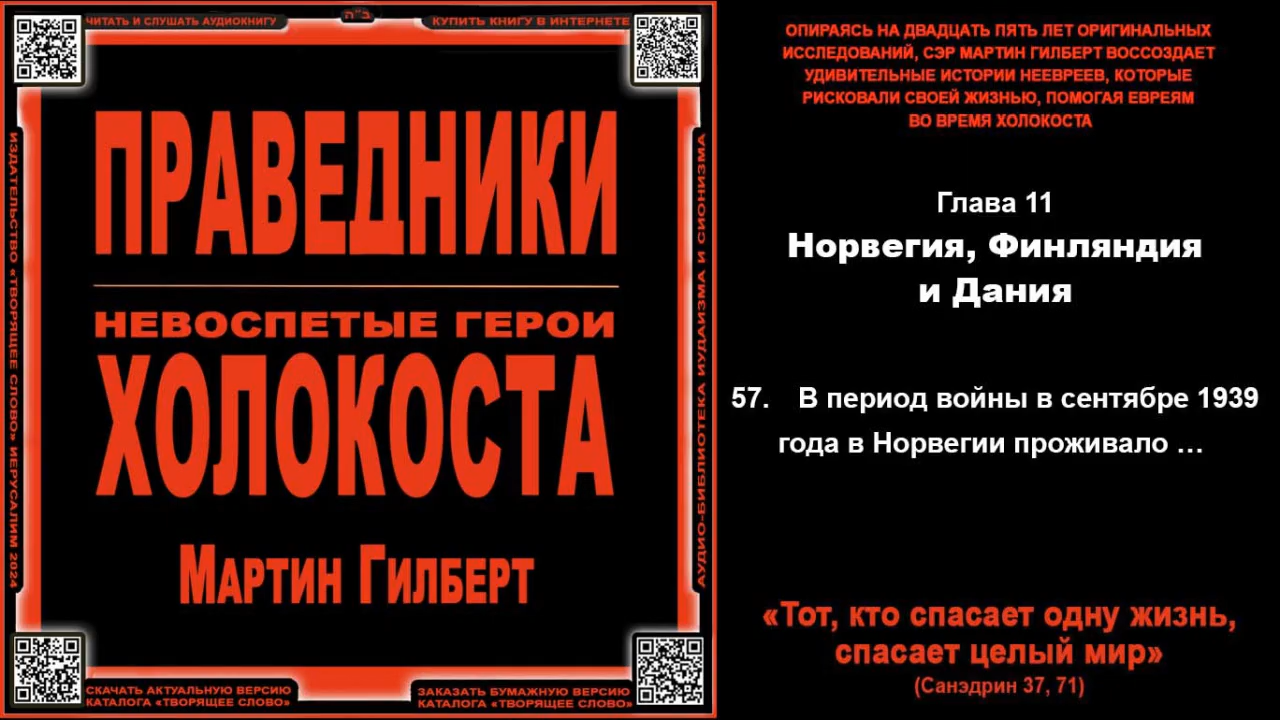 ЧИТАТЬ И СЛУШАТЬ АУДИОКНИГУ
ב"ה
КУПИТЬ КНИГУ В ИНТЕРНЕТЕ
ИЗДАТЕЛЬСТВО «ТВОРЯЩЕЕ СЛОВО» ИЕРУСАЛИМ 2024
ПРАВЕДНИКИ
НЕВОСПЕТЫЕ ГЕРОИ
ХОЛОКОСТА
МАРТИН ГИЛБЕРТ
АУДИО-БИБЛИОТЕКА ИУДАИЗМА И СИОНИЗМА
СКАЧАТЬ АКТУАЛЬНУЮ ВЕРСИЮ
КАТАЛОГА «ТВОРЯЩЕЕ СЛОВО»
ЗАКАЗАТЬ БУМАЖНУЮ ВЕРСИЮ
КАТАЛОГА «ТВОРЯЩЕЕ СЛОВО»
ОПИРАЯСЬ НА ДВАДЦАТЬ ПЯТЬ ЛЕТ ОРИГИНАЛЬНЫХ
ИССЛЕДОВАНИЙ, СЭР МАРТИН ГИЛБЕРТ ВОССОЗДАЕТ
УДИВИТЕЛЬНЫЕ ИСТОРИИ НЕЕВРЕЕВ, КОТОРЫЕ
РИСКОВАЛИ СВОЕЙ ЖИЗНЬЮ, ПОМОГАЯ ЕВРЕЯМ
ВО ВРЕМЯ ХОЛОКОСТА
Глава 11
Норвегия, Финляндия
и Дания
57. В период войны в сентябре 1939
года в Норвегии проживало ...
«Тот, кто спасает одну жизнь,
спасает целый мир»
(Санэдрин 37, 71)